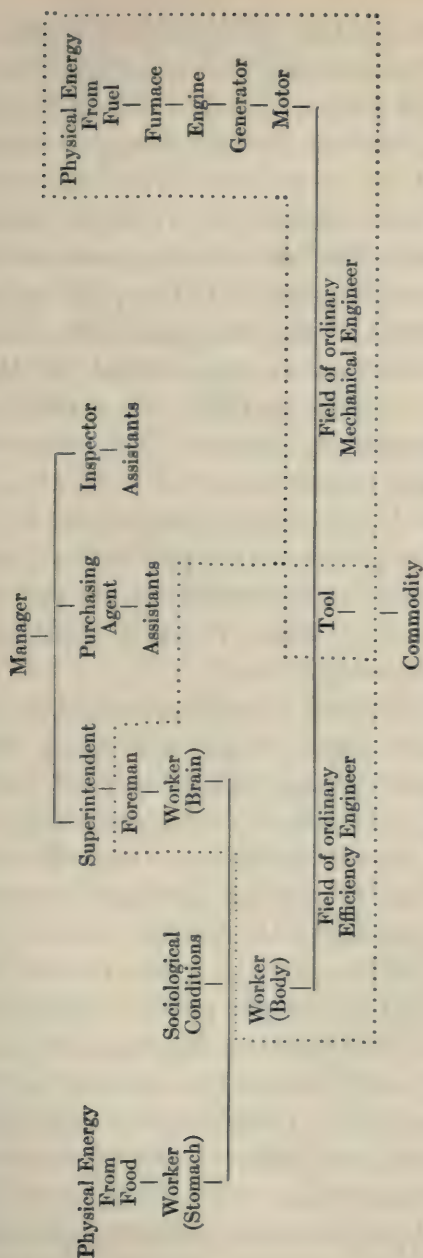 Manager
Superintendent
Foreman
Worker
(Brain)
Purchasing
Agent
Assistants
Inspector
Assistants
Physical Energy
From
Food
Worker
(Stomach)
Sociological
Conditions
Worker
(Body)
Physical Energy
From
Fuel
Furnace
Engine
Generator
Motor
Field of ordinary
Efficiency Engineer
Tool
Field of ordinary
Mechanical Engineer
Commodity